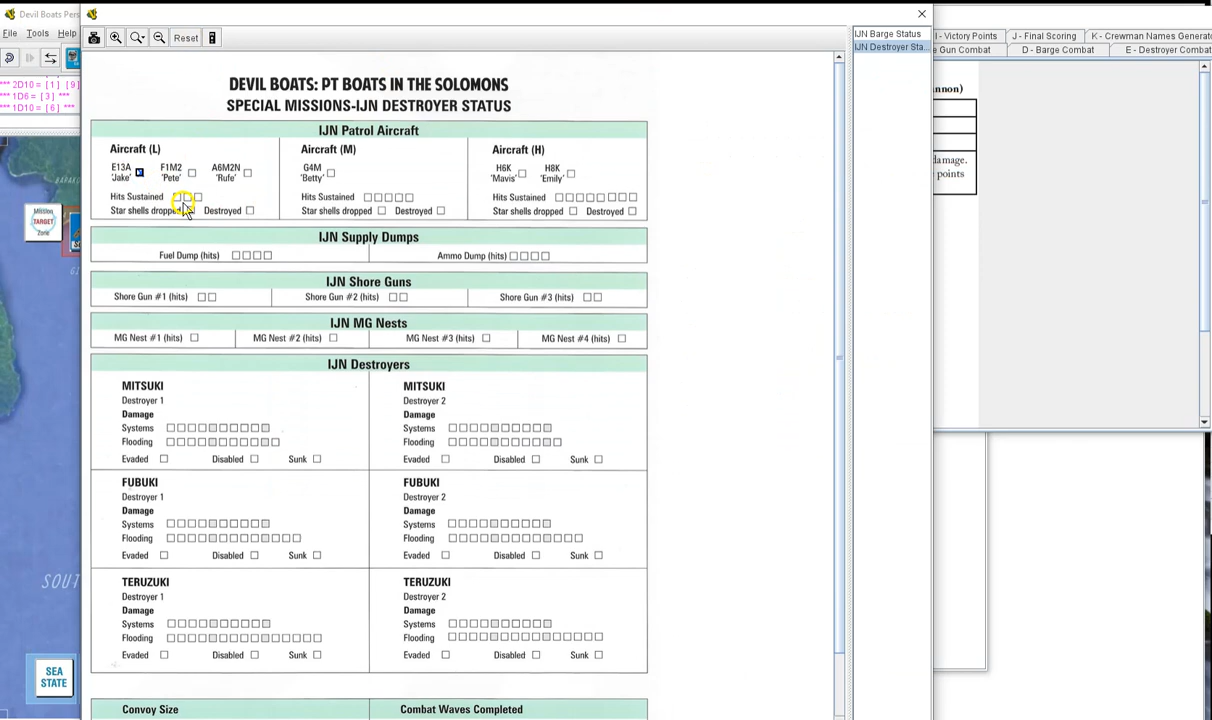 Devil Boats Pers
File Tools Help
*** 2D10 = [ 1 ] [ 9 ]
*** 1D6 = [ 3 ] ***
*** 1D10 = [ 6 ] ***
Mission
TARGET
Zone
SOUT
SEA
STATE
Reset
DEVIL BOATS: PT BOATS IN THE SOLOMONS
SPECIAL MISSIONS-IJN DESTROYER STATUS
IJN Patrol Aircraft
Aircraft (L) Aircraft (M) Aircraft (H)
E13A F1M2 A6M2N G4M H6K H8K
'Jake' 'Pete' 'Rufe' 'Betty' 'Mavis' 'Emily'
Hits Sustained Hits Sustained Hits Sustained
Star shells dropped Destroyed Star shells dropped Destroyed Star shells dropped Destroyed
IJN Supply Dumps
Fuel Dump (hits) Ammo Dump (hits)
IJN Shore Guns
Shore Gun #1 (hits) Shore Gun #2 (hits) Shore Gun #3 (hits)
IJN MG Nests
MG Nest #1 (hits) MG Nest #2 (hits) MG Nest #3 (hits) MG Nest #4 (hits)
IJN Destroyers
MITSUKI MITSUKI
Destroyer 1 Destroyer 2
Damage Damage
Systems Systems
Flooding Flooding
Evaded Disabled Sunk Evaded Disabled Sunk
FUBUKI FUBUKI
Destroyer 1 Destroyer 2
Damage Damage
Systems Systems
Flooding Flooding
Evaded Disabled Sunk Evaded Disabled Sunk
TERUZUKI TERUZUKI
Destroyer 1 Destroyer 2
Damage Damage
Systems Systems
Flooding Flooding
Evaded Disabled Sunk Evaded Disabled Sunk
Convoy Size Combat Waves Completed
IJN Barge Status
IJN Destroyer Sta...
I - Victory Points J - Final Scoring K - Crewman Names Generato
e Gun Combat D - Barge Combat E - Destroyer Combat
nnon)
damage.
points